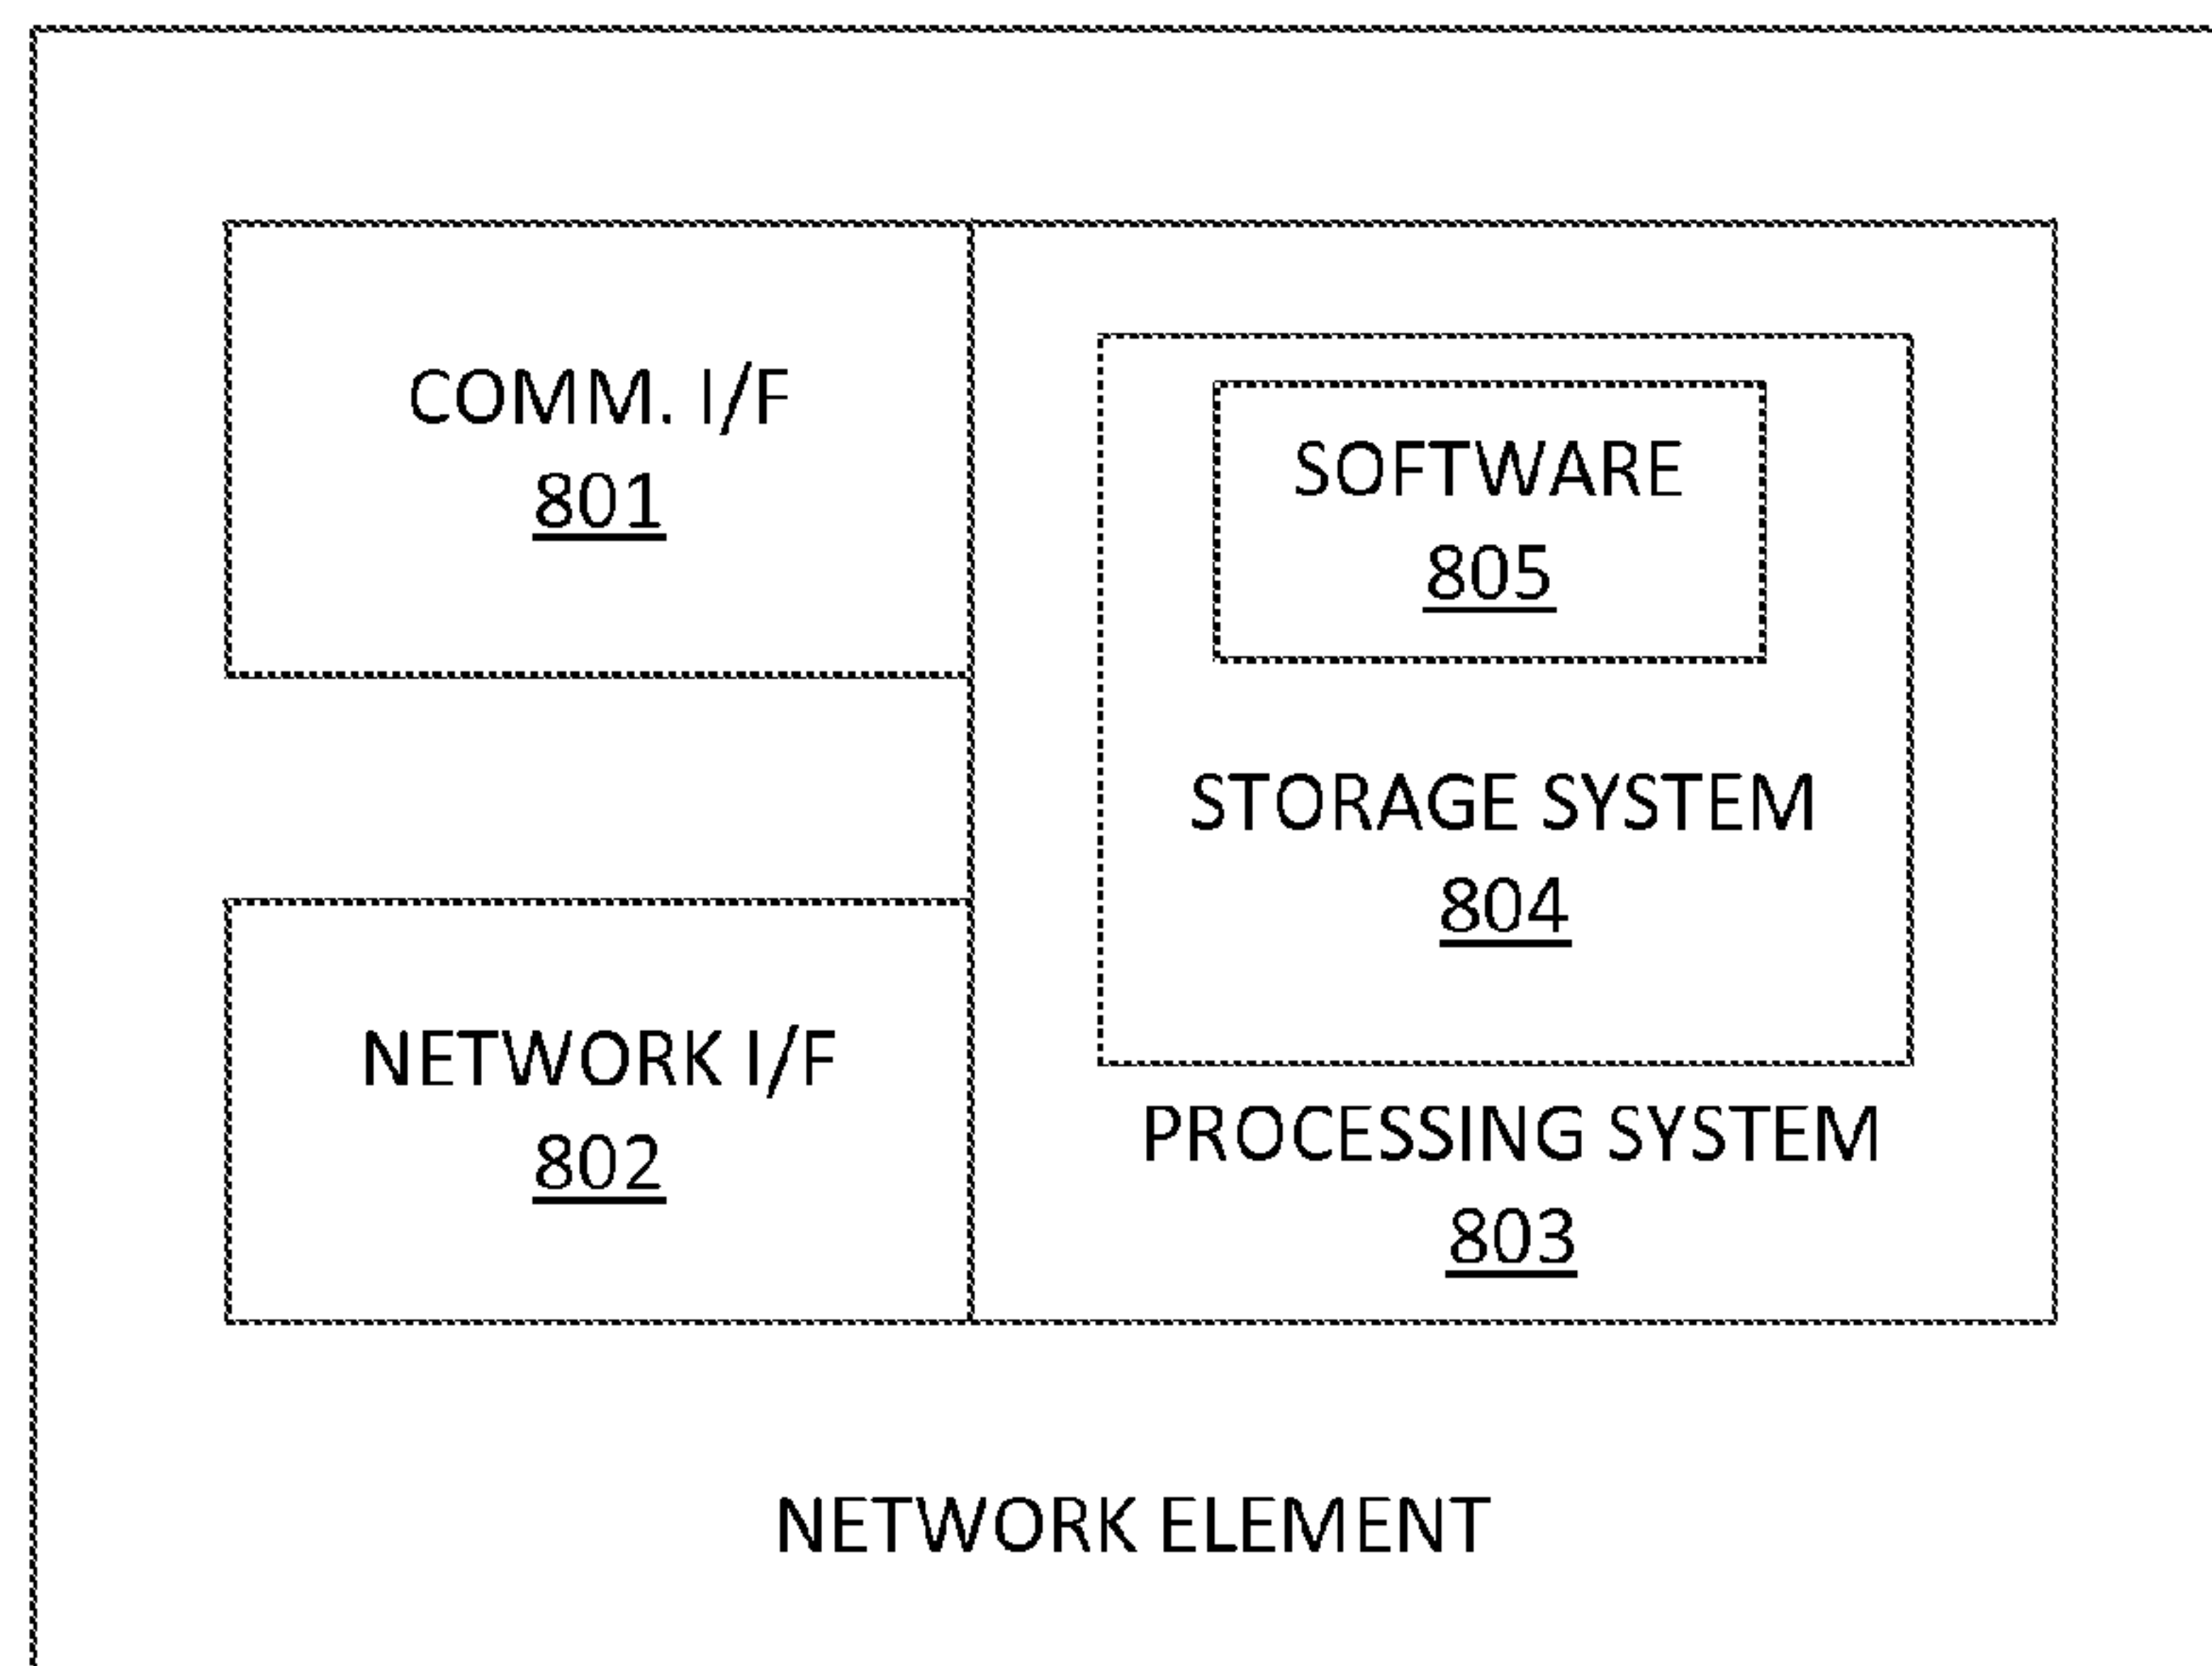 COMM. I/F
801
SOFTWARE
805
STORAGE SYSTEM
804
NETWORK I/F
802
PROCESSING SYSTEM
803
NETWORK ELEMENT